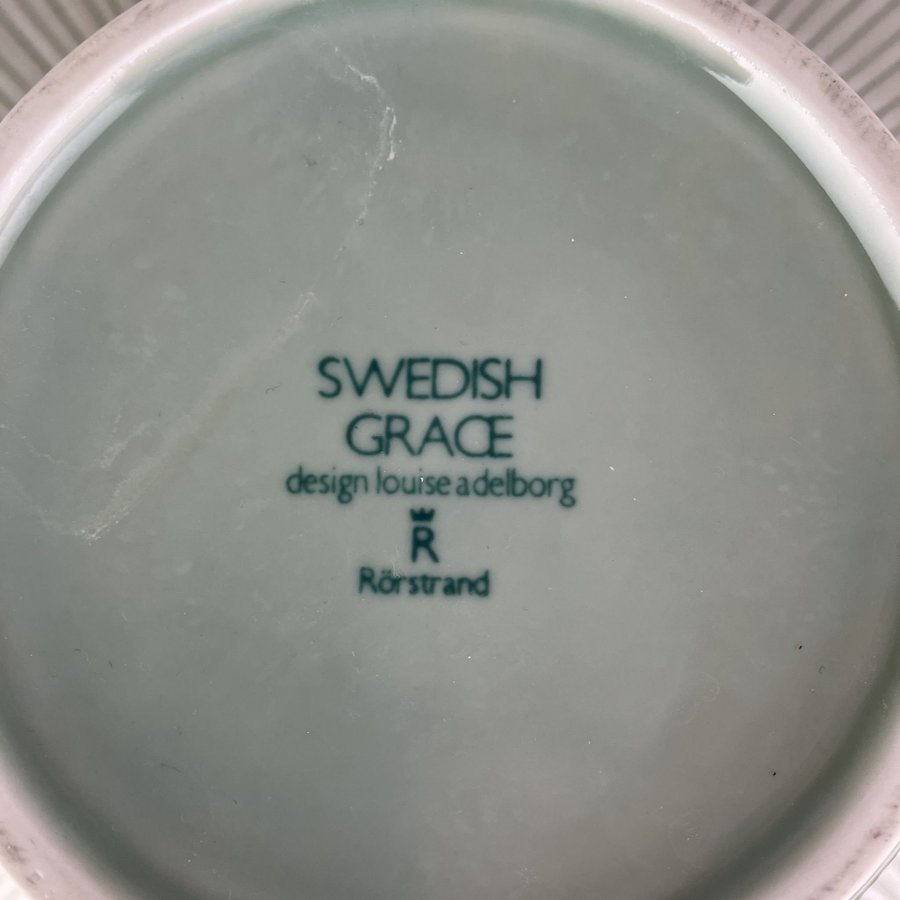 SWEDISH
GRACE
design louise adelborg
R
Rörstrand